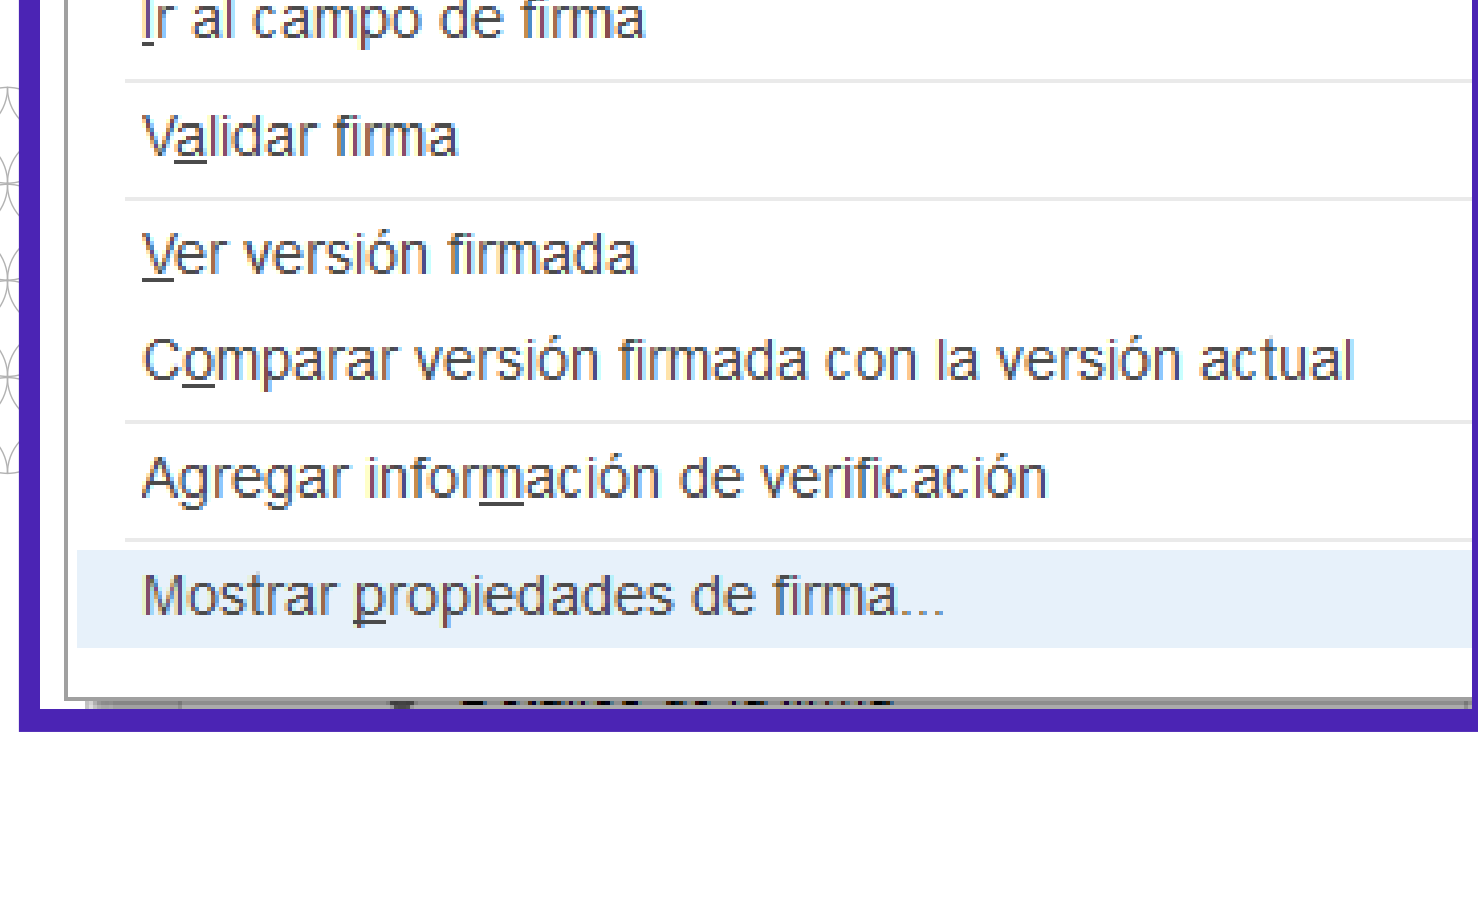 Ir al campo de firma
Validar firma
Ver versión firmada
Comparar versión firmada con la versión actual
Agregar información de verificación
Mostrar propiedades de firma...